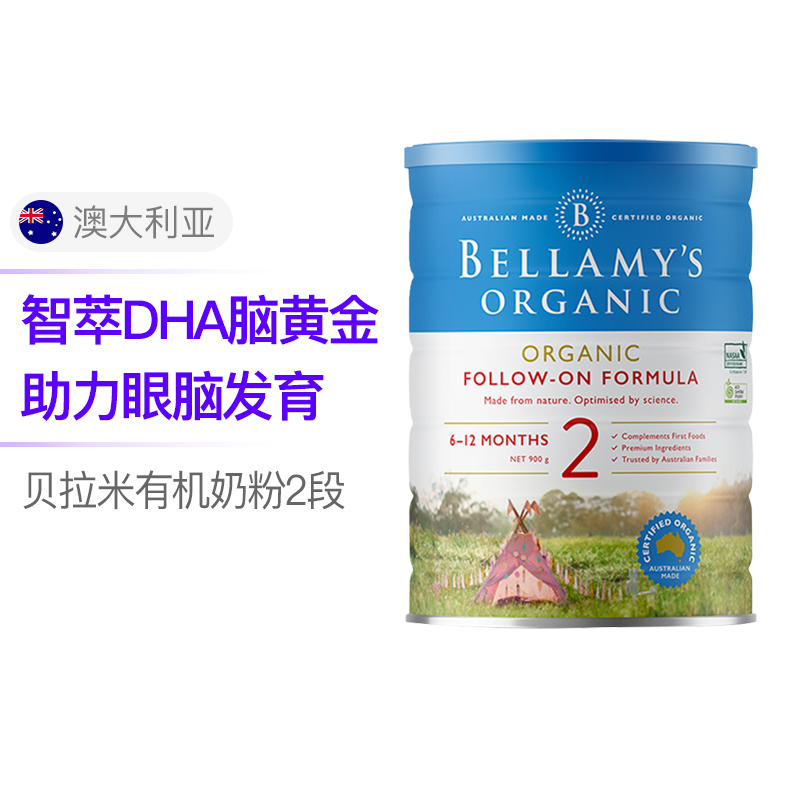 澳大利亚
智萃DHA脑黄金
助力眼脑发育
贝拉米有机奶粉2段
AUSTRALIAN MADE B CERTIFIED ORGANIC
BELLAMY'S
ORGANIC
ORGANIC
FOLLOW-ON FORMULA
Made from nature. Optimised by science.
NASAA
6-12 MONTHS
NET 900 g
2
Complements First Foods
Premium Ingredients
Trusted by Australian Families
CERTIFIED ORGANIC
AUSTRALIAN
MADE